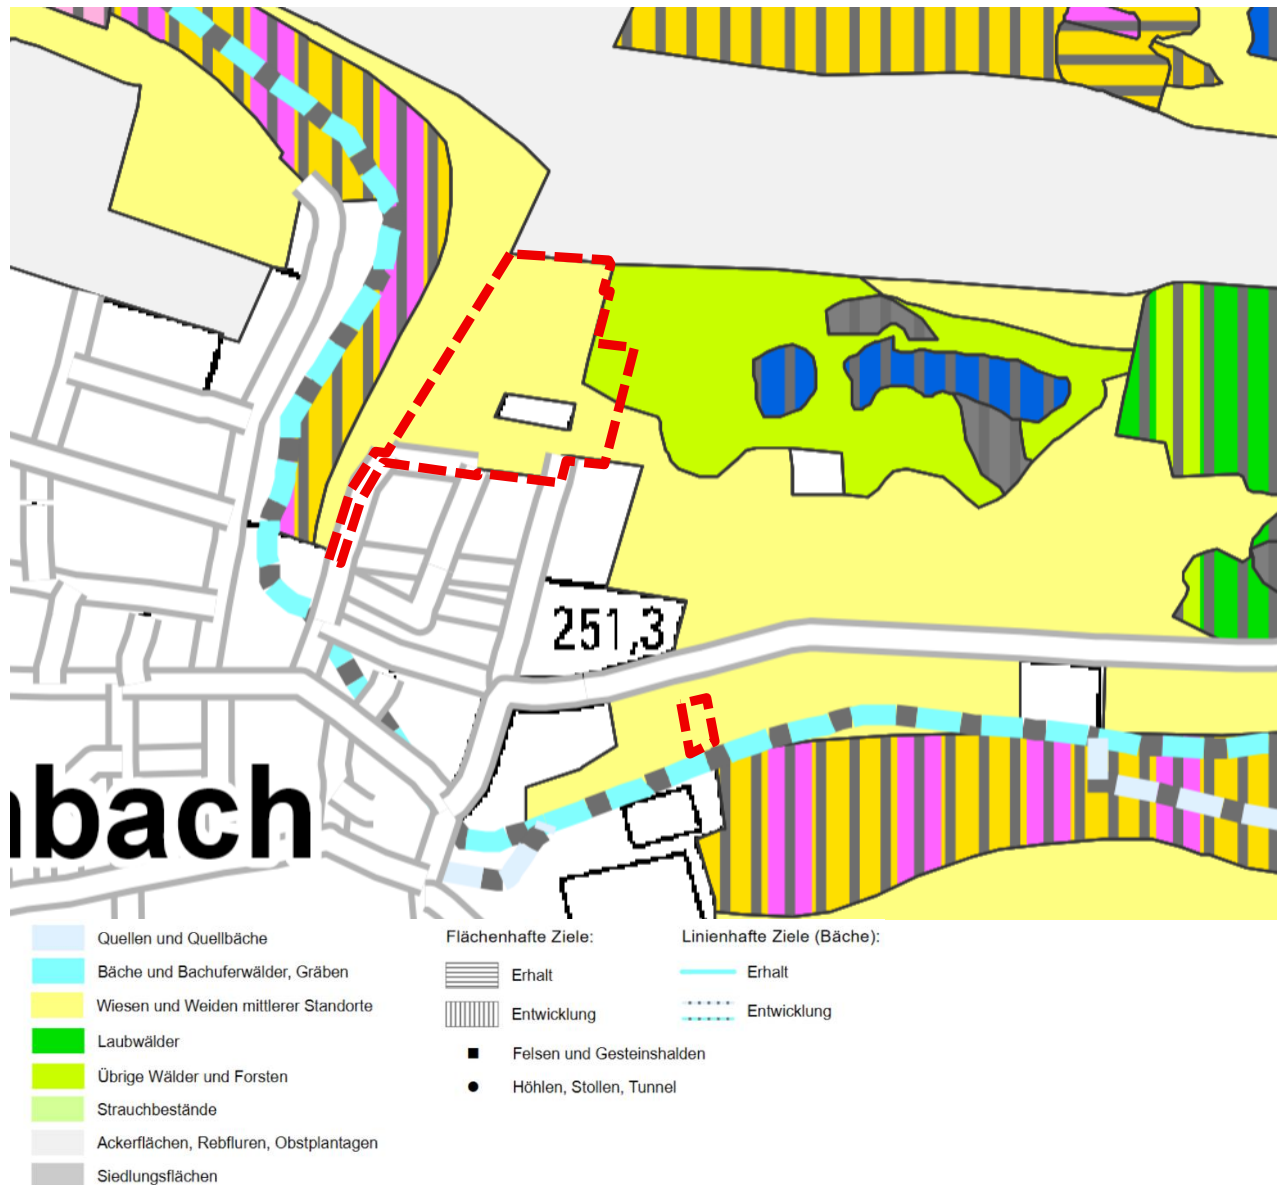 251,3
nbach
Quellen und Quellbäche
Bäche und Bachuferwälder, Gräben
Wiesen und Weiden mittlerer Standorte
Laubwälder
Übrige Wälder und Forsten
Strauchbestände
Ackerflächen, Rebfluren, Obstplantagen
Siedlungsflächen
Flächenhafte Ziele:
Erhalt
Entwicklung
Felsen und Gesteinshalden
Höhlen, Stollen, Tunnel
Linienhafte Ziele (Bäche):
Erhalt
Entwicklung